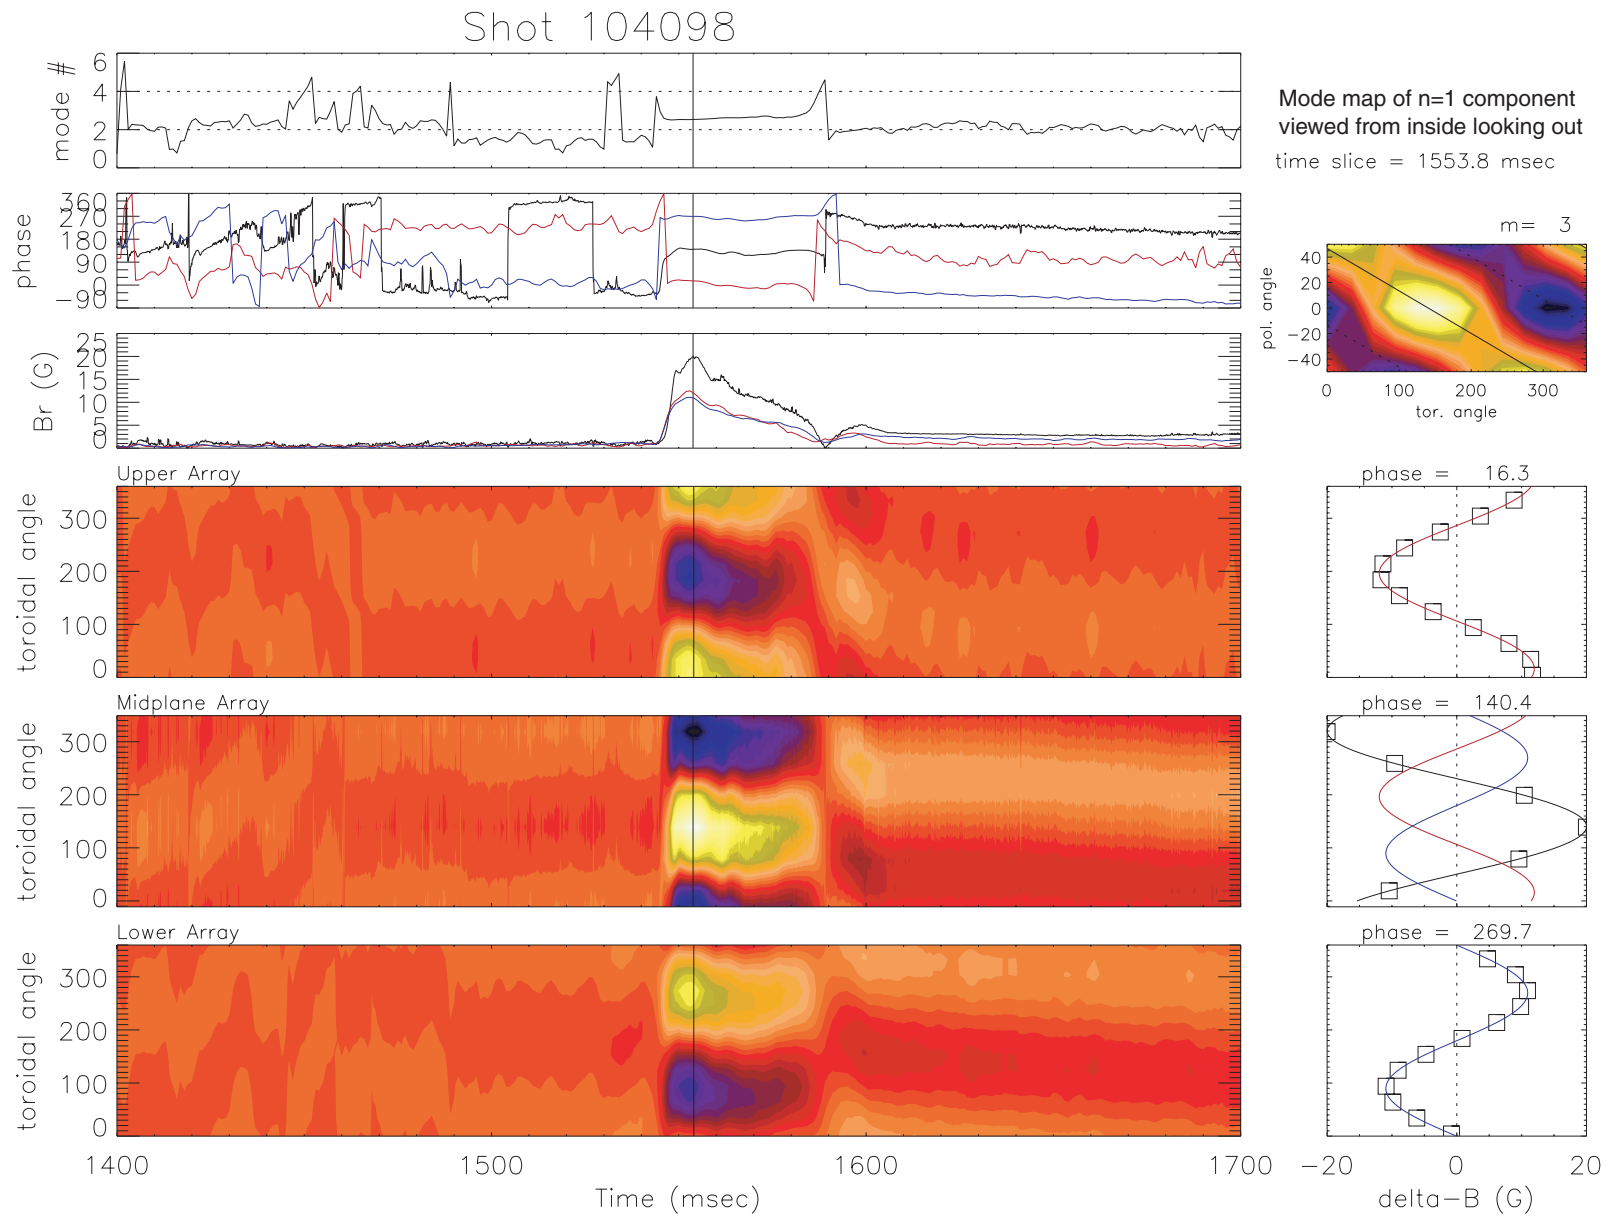 Shot 104098
mode #
6
4
2
0
Mode map of n=1 component
viewed from inside looking out
time slice = 1553.8 msec
phase
360
270
180
90
-90
m= 3
pol. angle
40
20
0
-20
-40
0 100 200 300
tor. angle
Br (G)
25
20
15
10
5
0
Upper Array
toroidal angle
300
200
100
0
phase = 16.3
Midplane Array
toroidal angle
300
200
100
0
phase = 140.4
Lower Array
toroidal angle
300
200
100
0
phase = 269.7
1400 1500 1600 1700
Time (msec)
-20 0 20
delta-B (G)